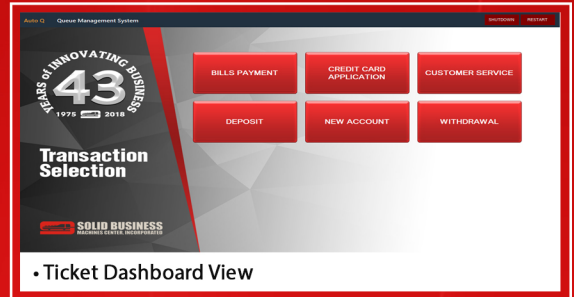 Auto Q Queue Management System
SHUTDOWN RESTART
43 YEARS of INNOVATING BUSINESS
1975 2018
BILLS PAYMENT
CREDIT CARD
APPLICATION
CUSTOMER SERVICE
DEPOSIT
NEW ACCOUNT
WITHDRAWAL
Transaction
Selection
SOLID BUSINESS
MACHINES CENTER, INCORPORATED
• Ticket Dashboard View